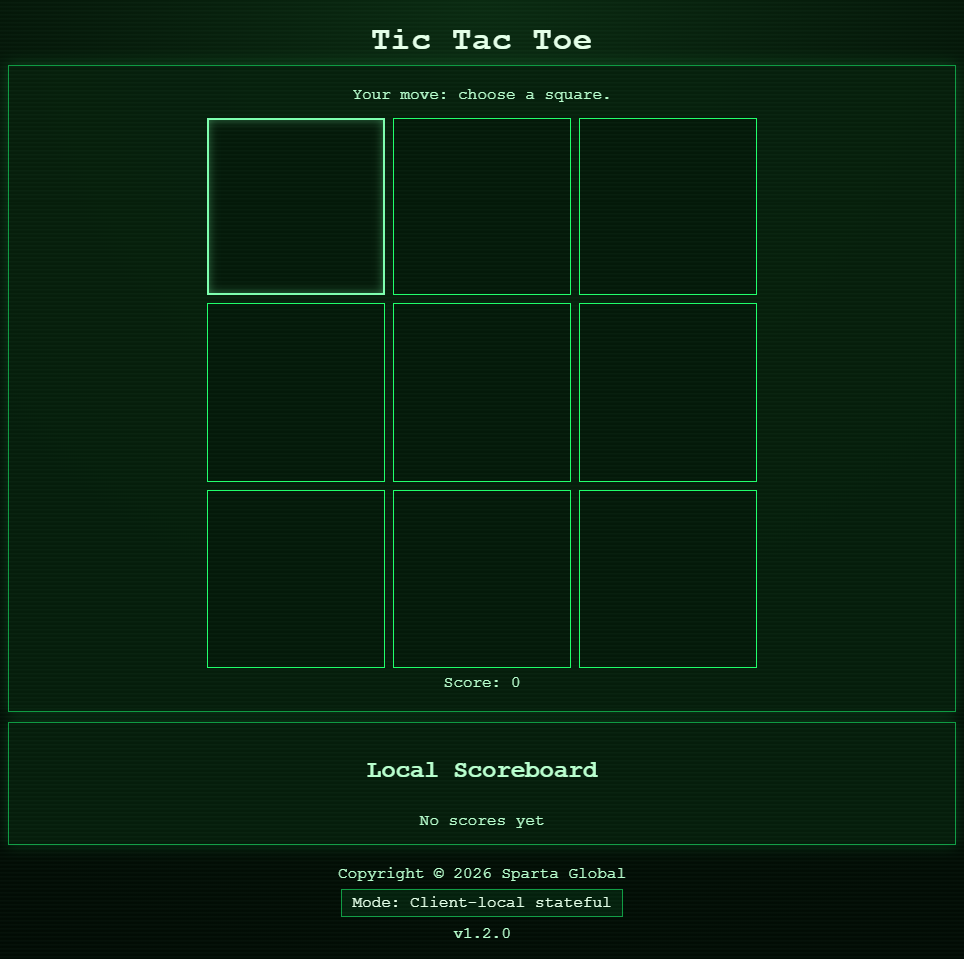 Tic Tac Toe
Your move: choose a square.
Score: 0
Local Scoreboard
No scores yet
Copyright © 2026 Sparta Global
Mode: Client-local stateful
v1.2.0